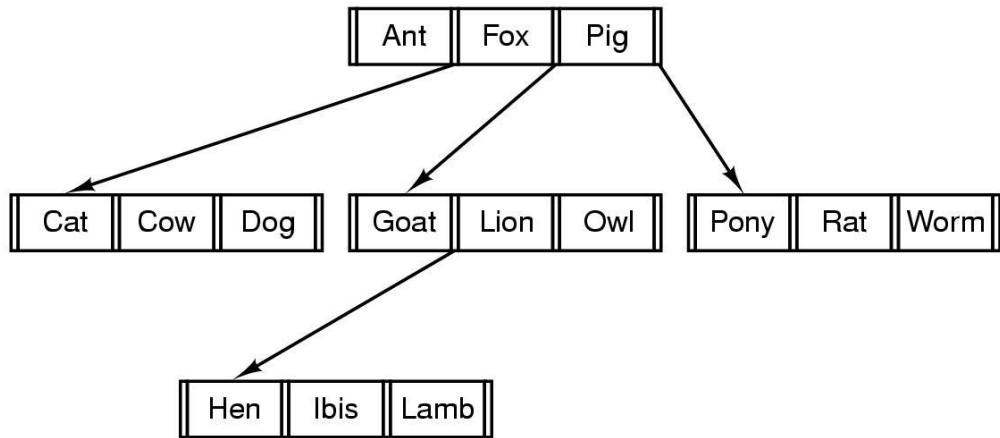 Ant Fox Pig
Cat Cow Dog Goat Lion Owl Pony Rat Worm
Hen Ibis Lamb